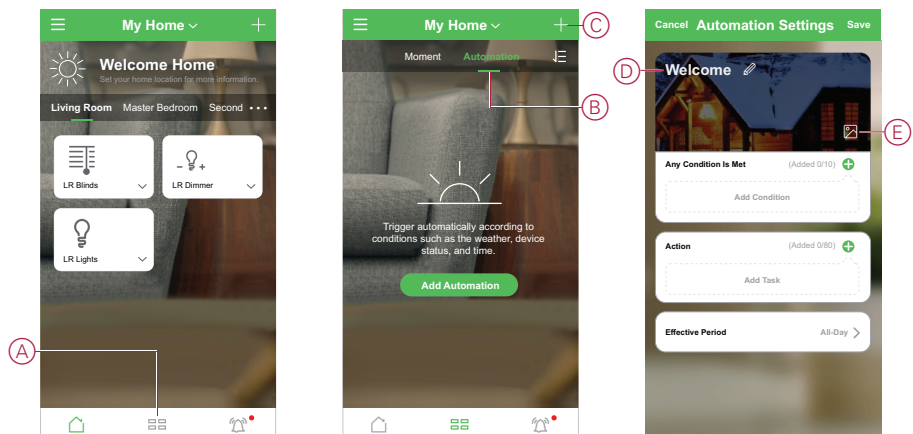 My Home
Welcome Home
Set your home location for more information.
Living Room Master Bedroom Second
LR Blinds
LR Dimmer
LR Lights
A
My Home
Moment Automation
Trigger automatically according to
conditions such as the weather, device
status, and time.
Add Automation
C
B
Cancel Automation Settings Save
D
Welcome
E
Any Condition Is Met (Added 0/10)
Add Condition
Action (Added 0/80)
Add Task
Effective Period All-Day